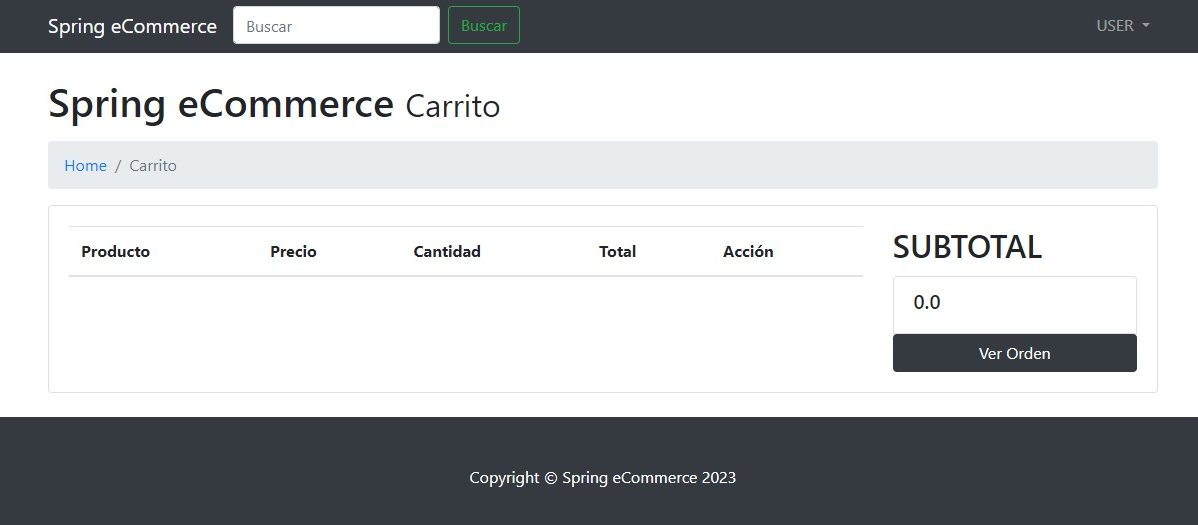 Spring eCommerce Buscar Buscar USER
Spring eCommerce Carrito
Home / Carrito
Producto Precio Cantidad Total Acción
SUBTOTAL
0.0
Ver Orden
Copyright © Spring eCommerce 2023